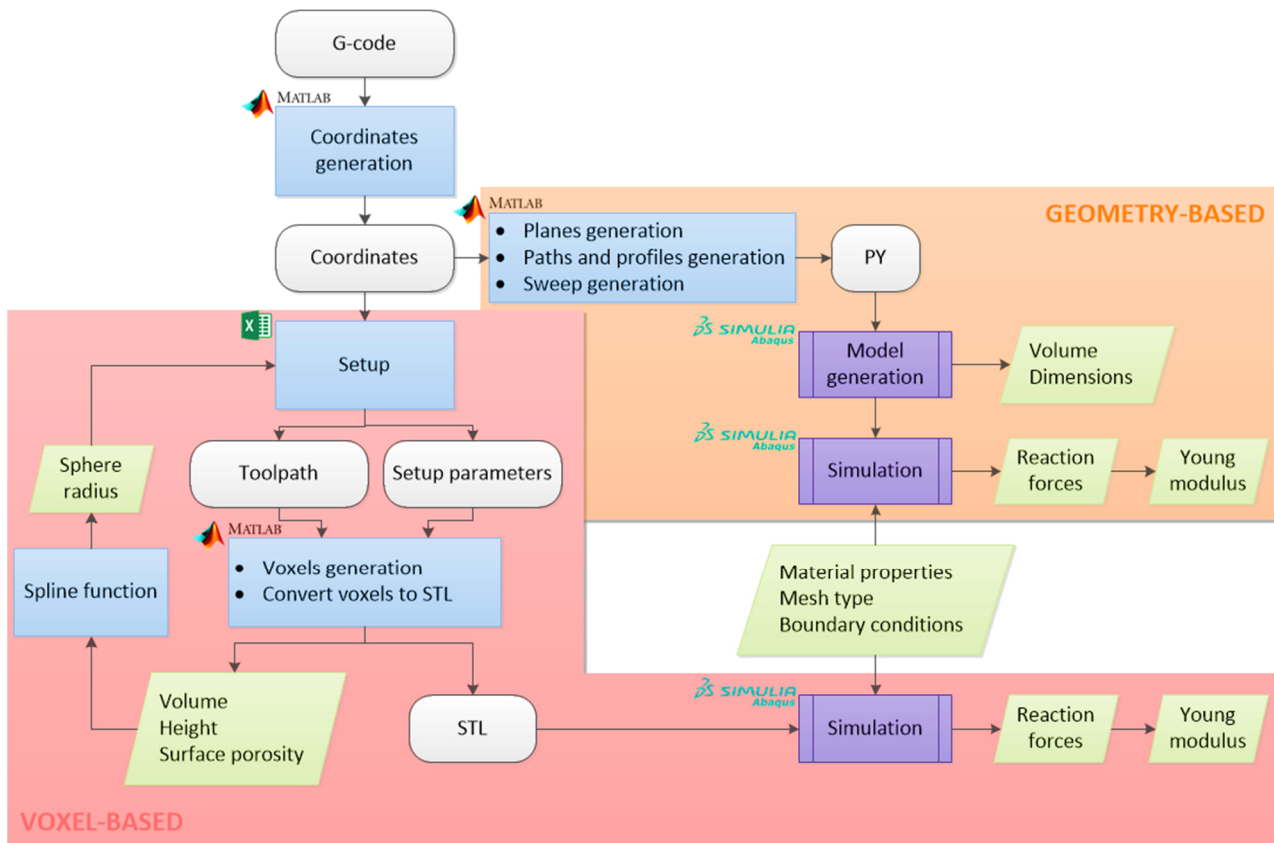 G-code
MATLAB
Coordinates
generation
MATLAB
GEOMETRY-BASED
Coordinates
• Planes generation
• Paths and profiles generation
• Sweep generation
PY
X
Setup
3S SIMULIA
Abaqus
Model
generation
Volume
Dimensions
3S SIMULIA
Abaqus
Sphere
radius
Toolpath
Setup parameters
Simulation
Reaction
forces
Young
modulus
MATLAB
Spline function
• Voxels generation
• Convert voxels to STL
Material properties
Mesh type
Boundary conditions
Volume
Height
Surface porosity
STL
3S SIMULIA
Abaqus
Simulation
Reaction
forces
Young
modulus
VOXEL-BASED